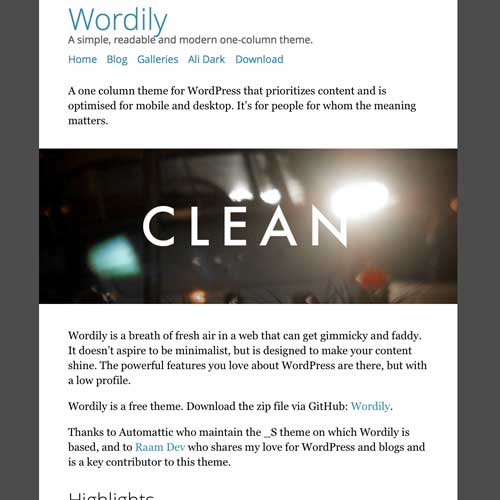 Wordily
A simple, readable and modern one-column theme.
Home Blog Galleries Ali Dark Download
A one column theme for WordPress that prioritizes content and is
optimised for mobile and desktop. It's for people for whom the meaning
matters.
CLEAN
Wordily is a breath of fresh air in a web that can get gimmicky and faddy.
It doesn't aspire to be minimalist, but is designed to make your content
shine. The powerful features you love about WordPress are there, but with
a low profile.
Wordily is a free theme. Download the zip file via GitHub: Wordily.
Thanks to Automattic who maintain the _S theme on which Wordily is
based, and to Raam Dev who shares my love for WordPress and blogs and
is a key contributor to this theme.
Highlights